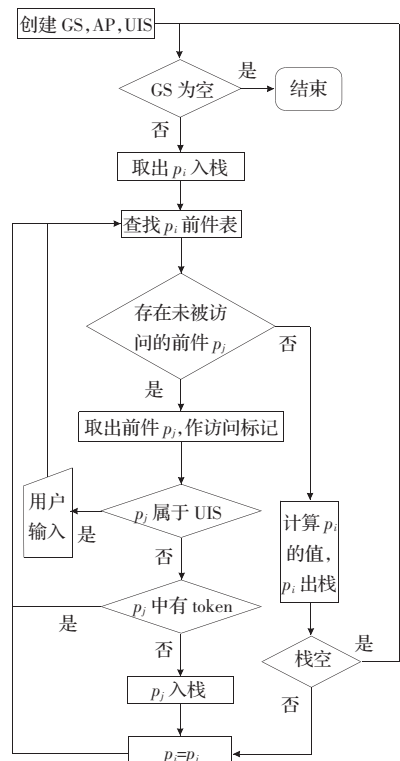 创建 GS, AP, UIS
GS 为空
是
结束
否
取出 pi 入栈
查找 pi 前件表
存在未被访
问的前件 pj
否
是
取出前件 pj,作访问标记
用户
输入
是
pj 属于 UIS
否
计算 pi
的值,
pi 出栈
pj 中有 token
是
否
栈空
是
否
pj 入栈
pi=pj